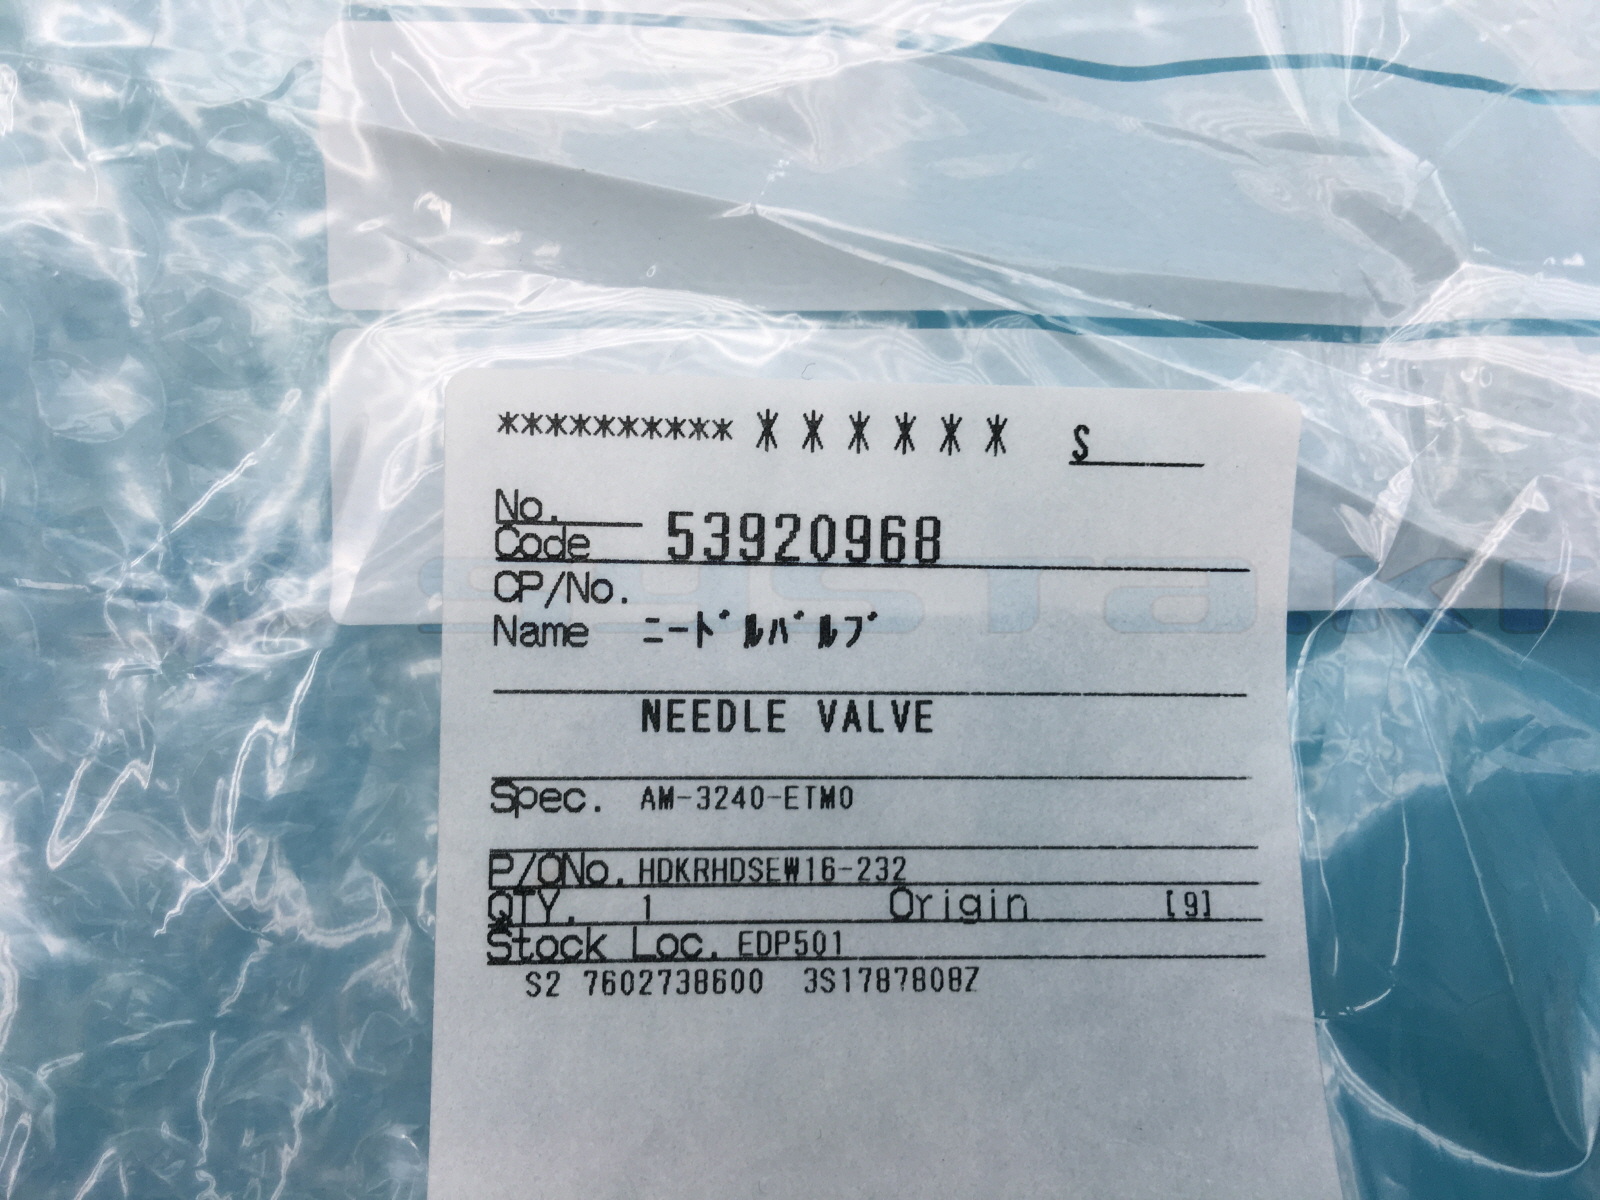 ********** * * * * * * S
No.
Code 53920968
CP/No.
Name ニードルバルブ
NEEDLE VALVE
Spec. AM-3240-ETM0
P/ONo. HDKRHDSEW16-232
QTY. 1 Origin [9]
Stock Loc. EDP501
S2 7602738600 3S1787808Z